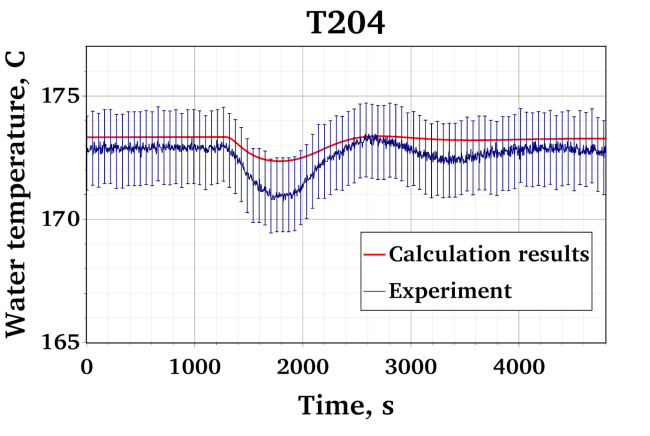 T204
Water temperature, C
175
170
165
Calculation results
Experiment
0 1000 2000 3000 4000
Time, s